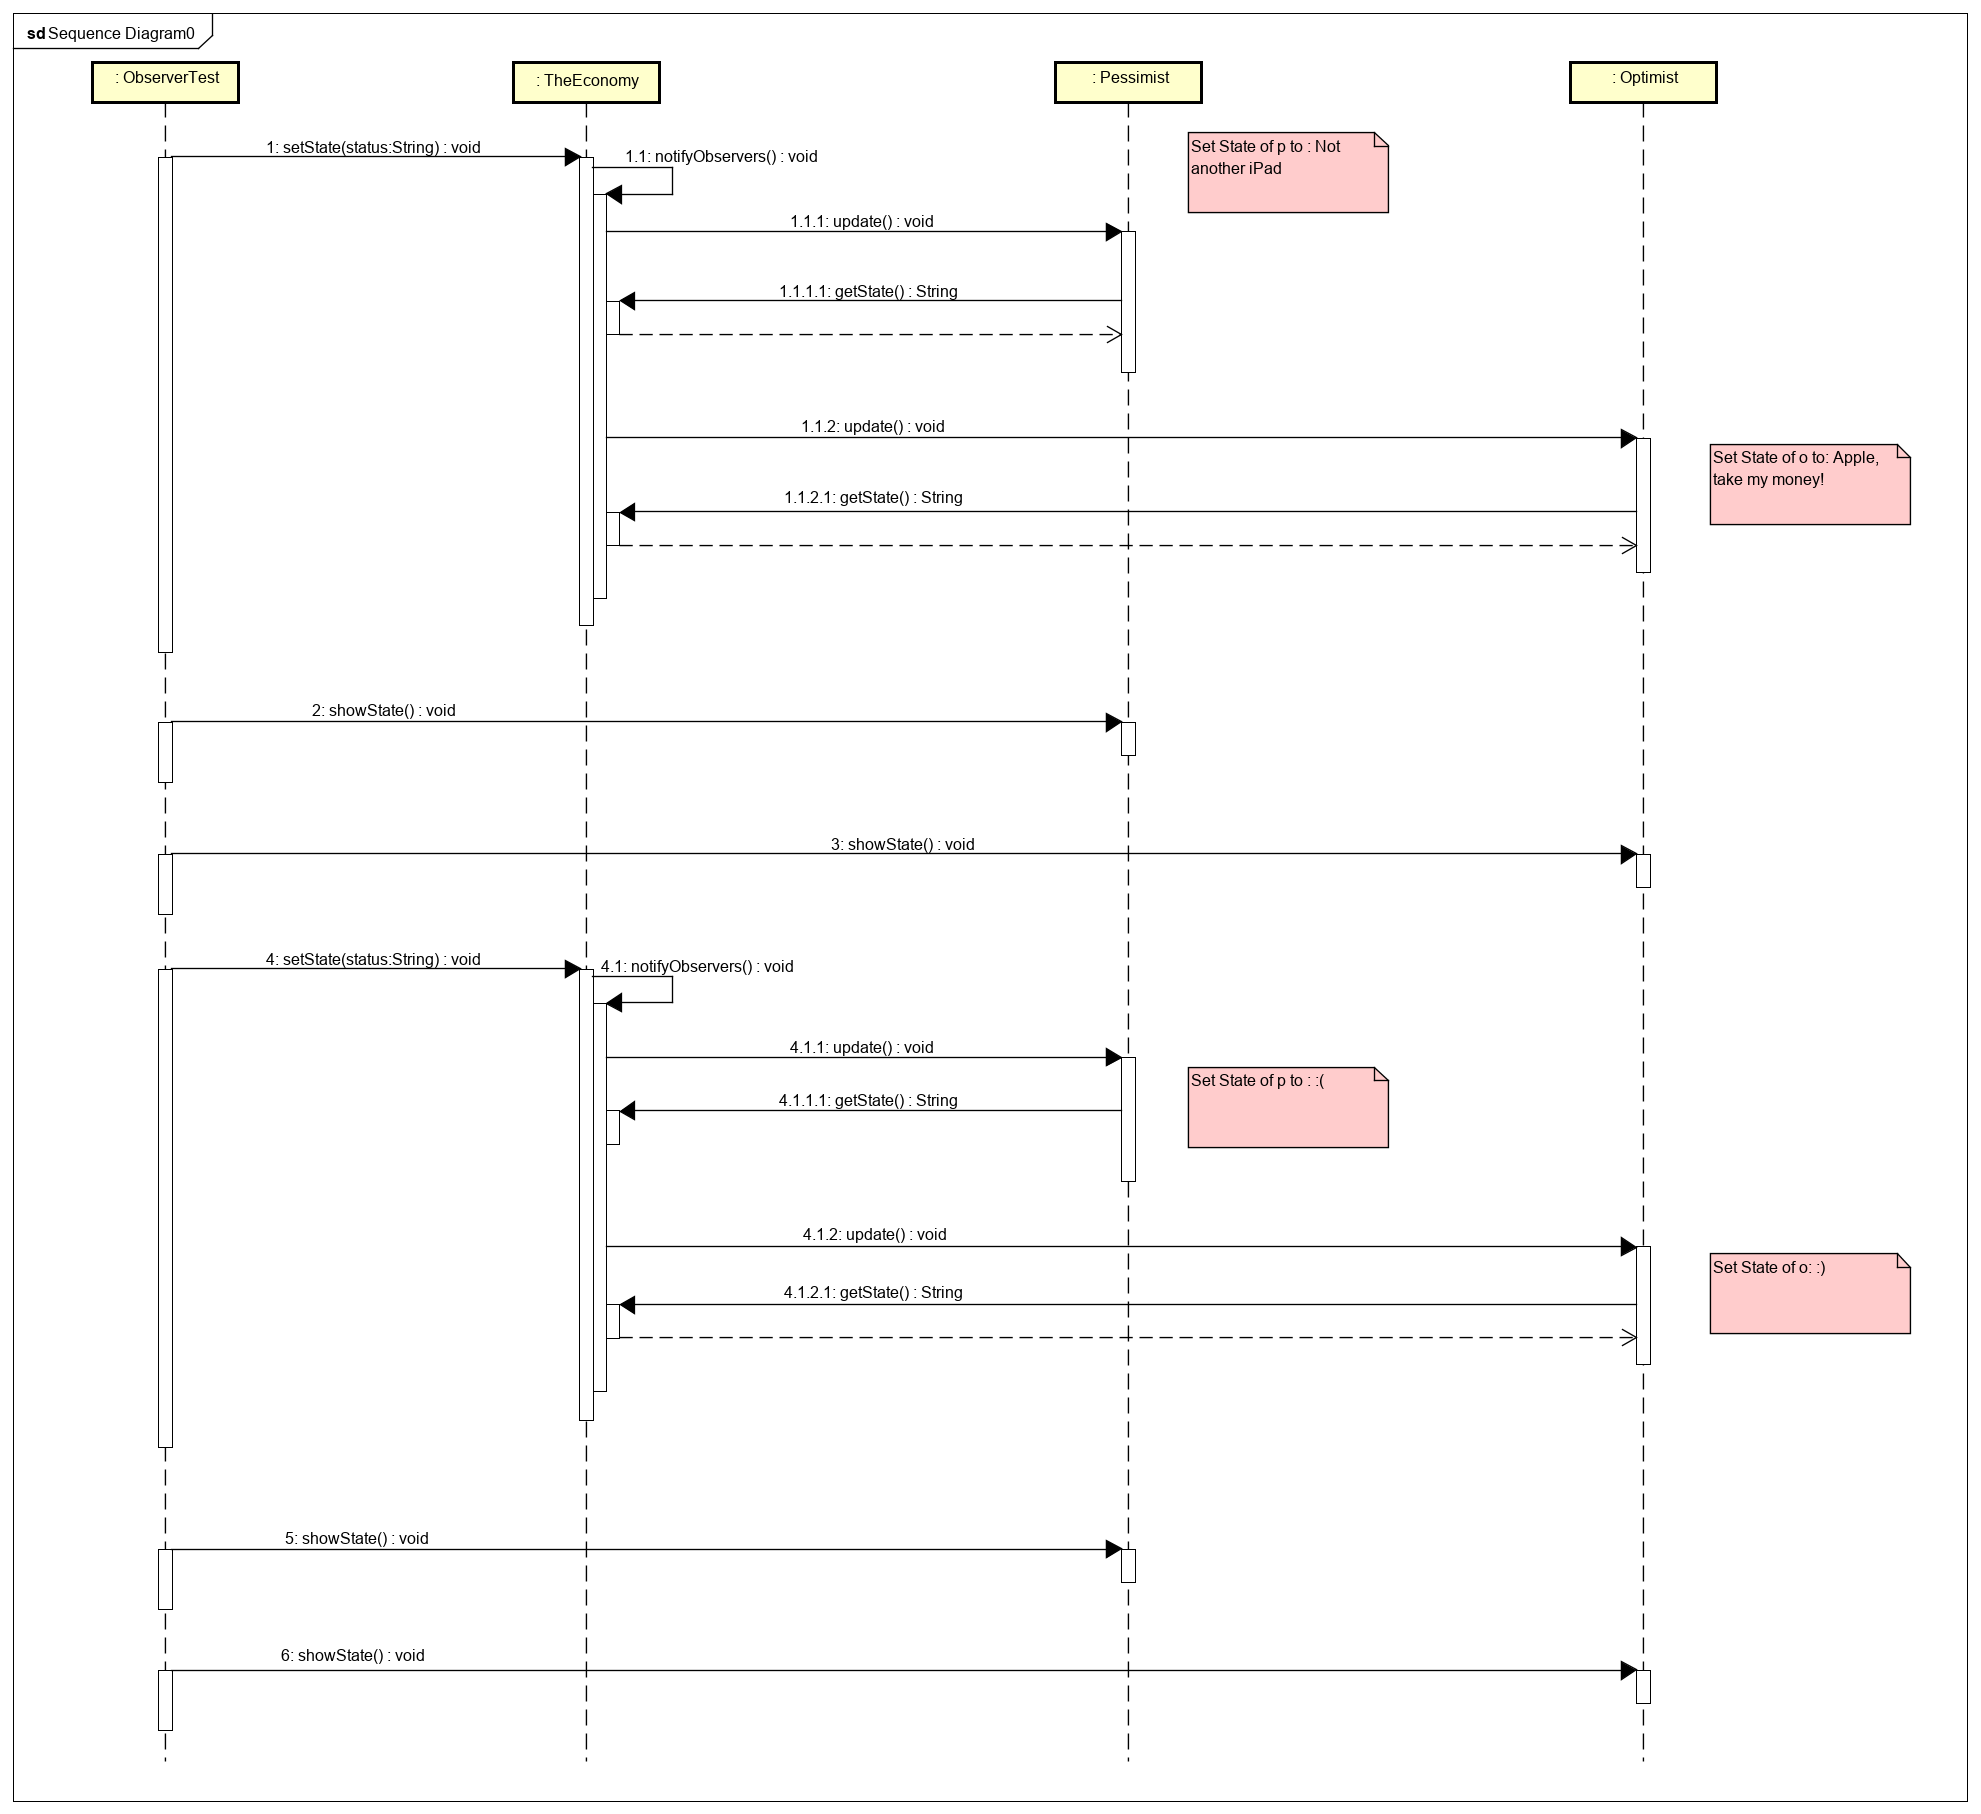 sd Sequence Diagram0
: ObserverTest
: TheEconomy
: Pessimist
: Optimist
1: setState(status:String) : void
1.1: notifyObservers() : void
Set State of p to : Not
another iPad
1.1.1: update() : void
1.1.1.1: getState() : String
1.1.2: update() : void
Set State of o to: Apple,
take my money!
1.1.2.1: getState() : String
2: showState() : void
3: showState() : void
4: setState(status:String) : void
4.1: notifyObservers() : void
4.1.1: update() : void
Set State of p to : :(
4.1.1.1: getState() : String
4.1.2: update() : void
Set State of o: :)
4.1.2.1: getState() : String
5: showState() : void
6: showState() : void